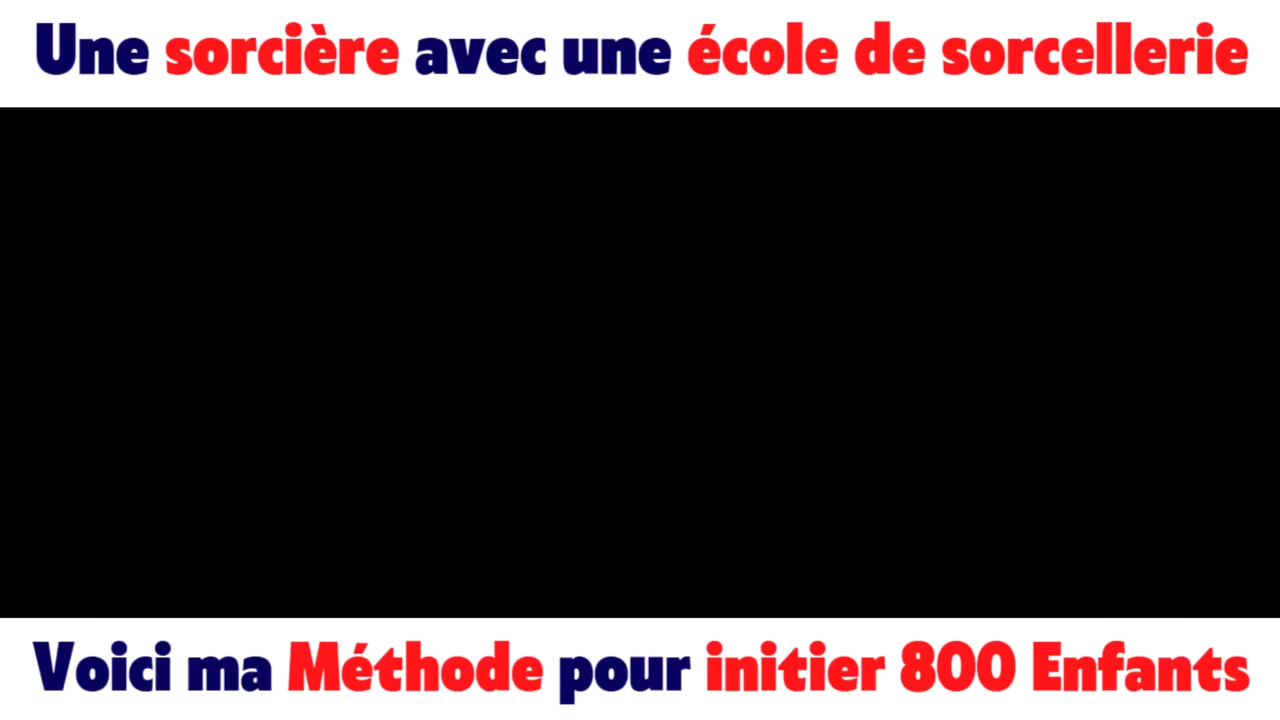 Une sorcière avec une école de sorcellerie
Voici ma Méthode pour initier 800 Enfants